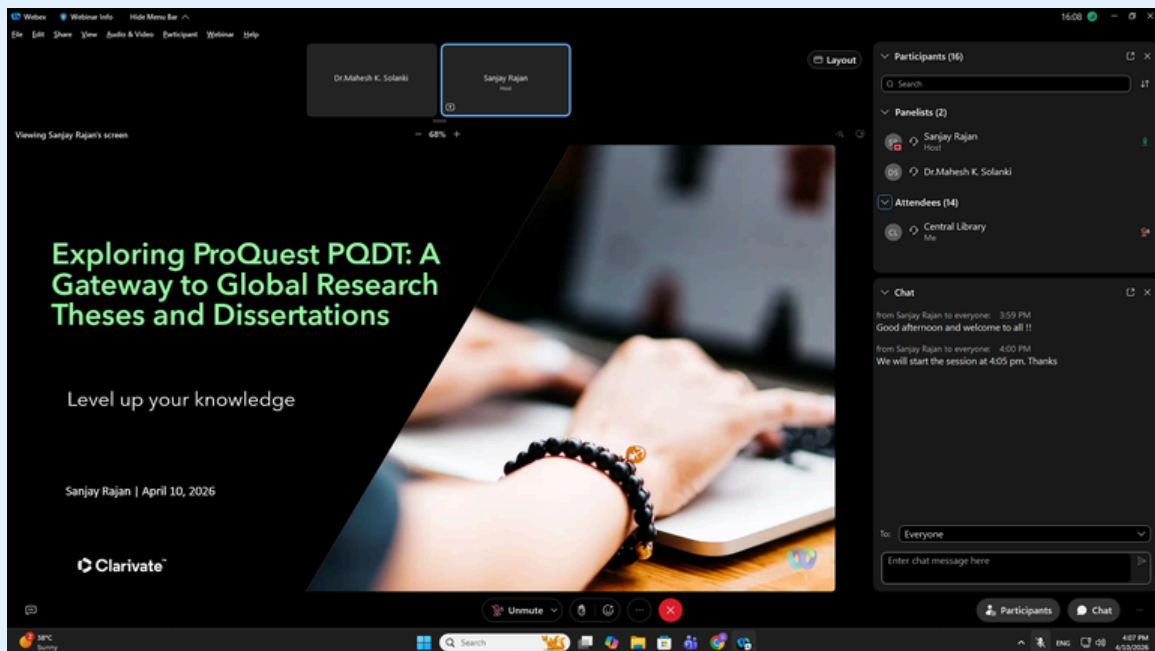 Webex Webinar Info Hide Menu Bar
16:08
File Edit Share View Audio & Video Participant Webinar Help
Dr.Mahesh K. Solanki
Sanjay Rajan
Host
Layout
Viewing Sanjay Rajan's screen
68%
Exploring ProQuest PQDT: A
Gateway to Global Research
Theses and Dissertations
Level up your knowledge
Sanjay Rajan | April 10, 2026
Clarivate™
Participants (16)
Search
Panelists (2)
Sanjay Rajan
Host
DS Dr.Mahesh K. Solanki
Attendees (14)
CL Central Library
Me
Chat
from Sanjay Rajan to everyone: 3:59 PM
Good afternoon and welcome to all !!
from Sanjay Rajan to everyone: 4:00 PM
We will start the session at 4:05 pm. Thanks
To: Everyone
Enter chat message here
Unmute
Participants Chat
2 38°C
Sunny
Search
ENG
4:07 PM
4/10/2026